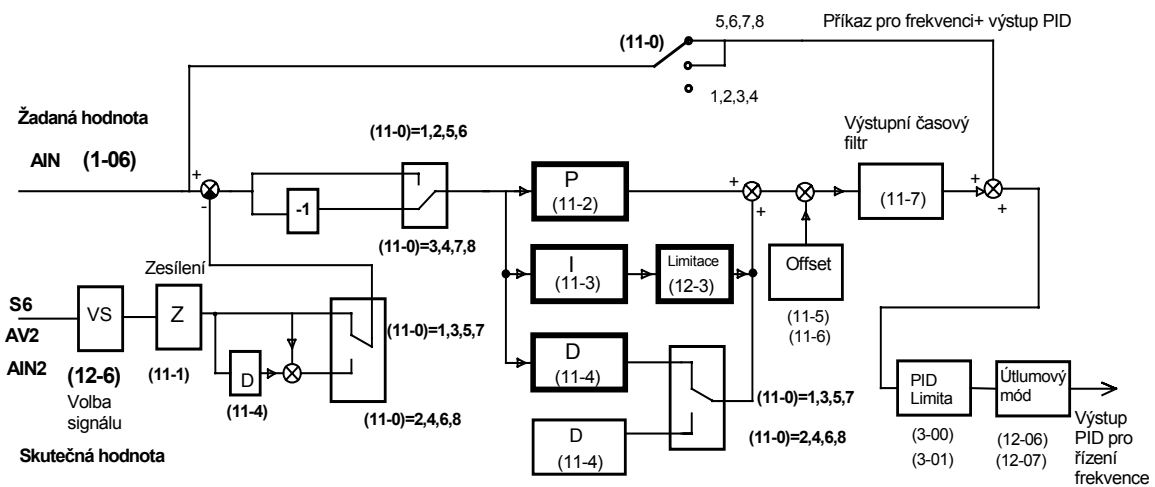 5,6,7,8
Příkaz pro frekvenci+ výstup PID
(11-0)
1,2,3,4
Žadaná hodnota
AIN (1-06)
(11-0)=1,2,5,6
Výstupní časový
filtr
+
-
-1
P
(11-2)
+
+
(11-7)
+
+
(11-0)=3,4,7,8
Zesílení
I
(11-3)
Limitace
(12-3)
Offset
(11-5)
(11-6)
S6
AV2
AIN2
VS
Z
(12-6)
(11-1)
Volba
signálu
D
(11-4)
(11-0)=1,3,5,7
(11-0)=2,4,6,8
D
(11-4)
(11-0)=1,3,5,7
(11-0)=2,4,6,8
D
(11-4)
PID
Limita
(3-00)
(3-01)
Útlumový
mód
(12-06)
(12-07)
Výstup
PID pro
řízení
frekvence
Skutečná hodnota